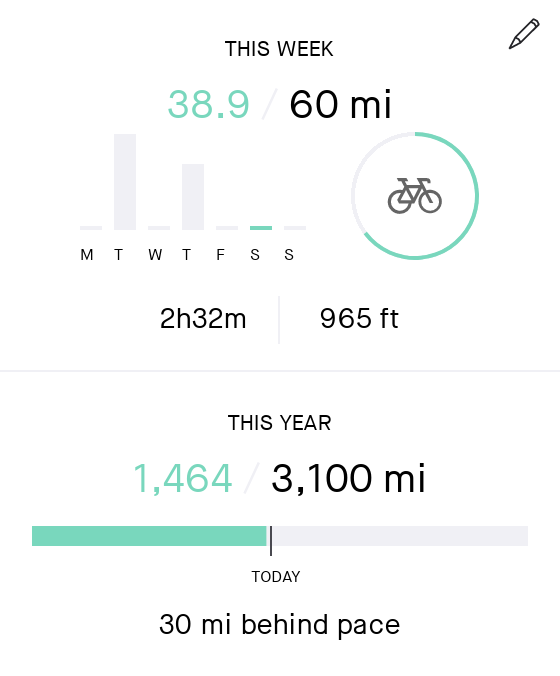 THIS WEEK
38.9 / 60 mi
M T W T F S S
2h32m 965 ft
THIS YEAR
1,464 / 3,100 mi
TODAY
30 mi behind pace